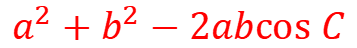 a² + b² − 2abcos C